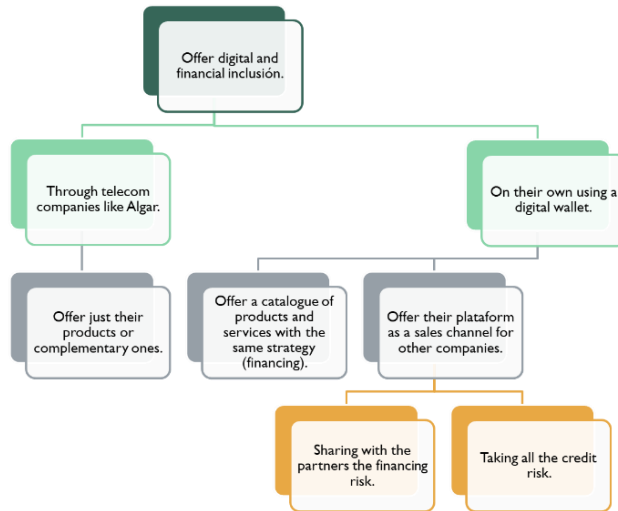 Offer digital and
financial inclusión.
Through telecom
companies like Algar.
On their own using a
digital wallet.
Offer just their
products or
complementary ones.
Offer a catalogue of
products and
services with the
same strategy
(financing).
Offer their plataform
as a sales channel for
other companies.
Sharing with the
partners the financing
risk.
Taking all the credit
risk.